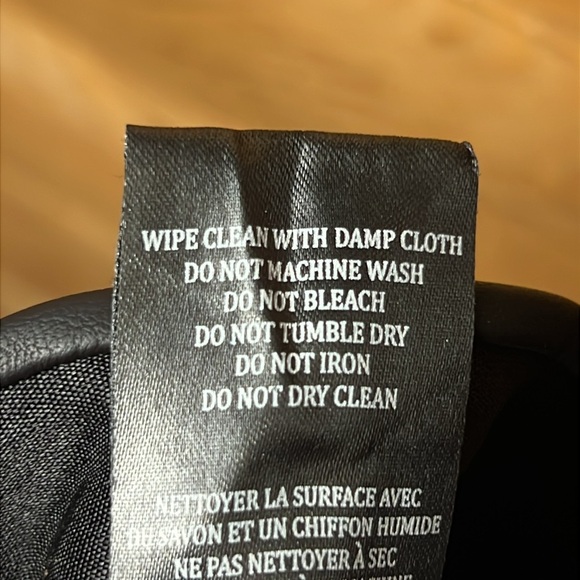 WIPE CLEAN WITH DAMP CLOTH
DO NOT MACHINE WASH
DO NOT BLEACH
DO NOT TUMBLE DRY
DO NOT IRON
DO NOT DRY CLEAN
NETTOYER LA SURFACE AVEC
DU SAVON ET UN CHIFFON HUMIDE
NE PAS NETTOYER À SEC